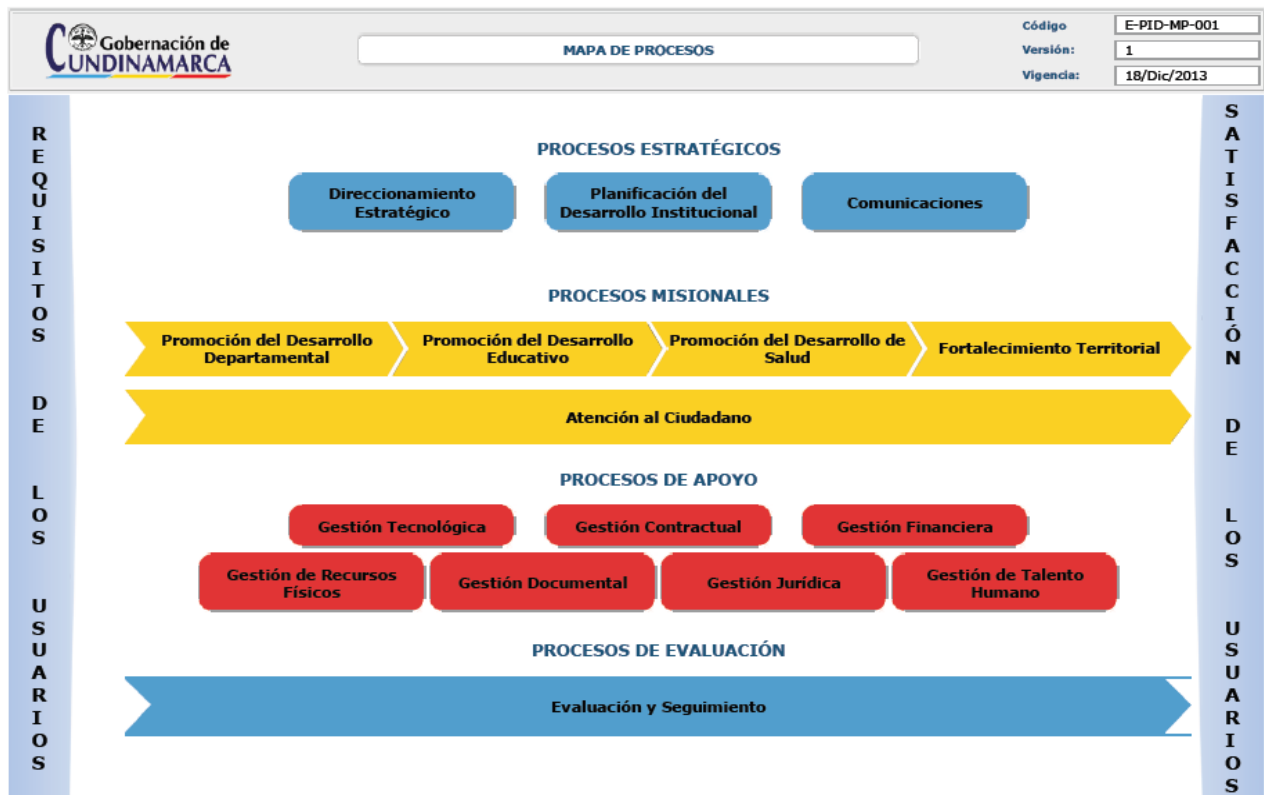 Gobernación de
CUNDINAMARCA
MAPA DE PROCESOS
Código E-PID-MP-001
Versión: 1
Vigencia: 18/Dic/2013
REQUISITOS DE LOS USUARIOS
PROCESOS ESTRATÉGICOS
Direccionamiento
Estratégico
Planificación del
Desarrollo Institucional
Comunicaciones
PROCESOS MISIONALES
Promoción del Desarrollo
Departamental
Promoción del Desarrollo
Educativo
Promoción del Desarrollo de
Salud
Fortalecimiento Territorial
Atención al Ciudadano
PROCESOS DE APOYO
Gestión Tecnológica
Gestión Contractual
Gestión Financiera
Gestión de Recursos
Físicos
Gestión Documental
Gestión Jurídica
Gestión de Talento
Humano
PROCESOS DE EVALUACIÓN
Evaluación y Seguimiento
SATISFACCIÓN DE LOS USUARIOS